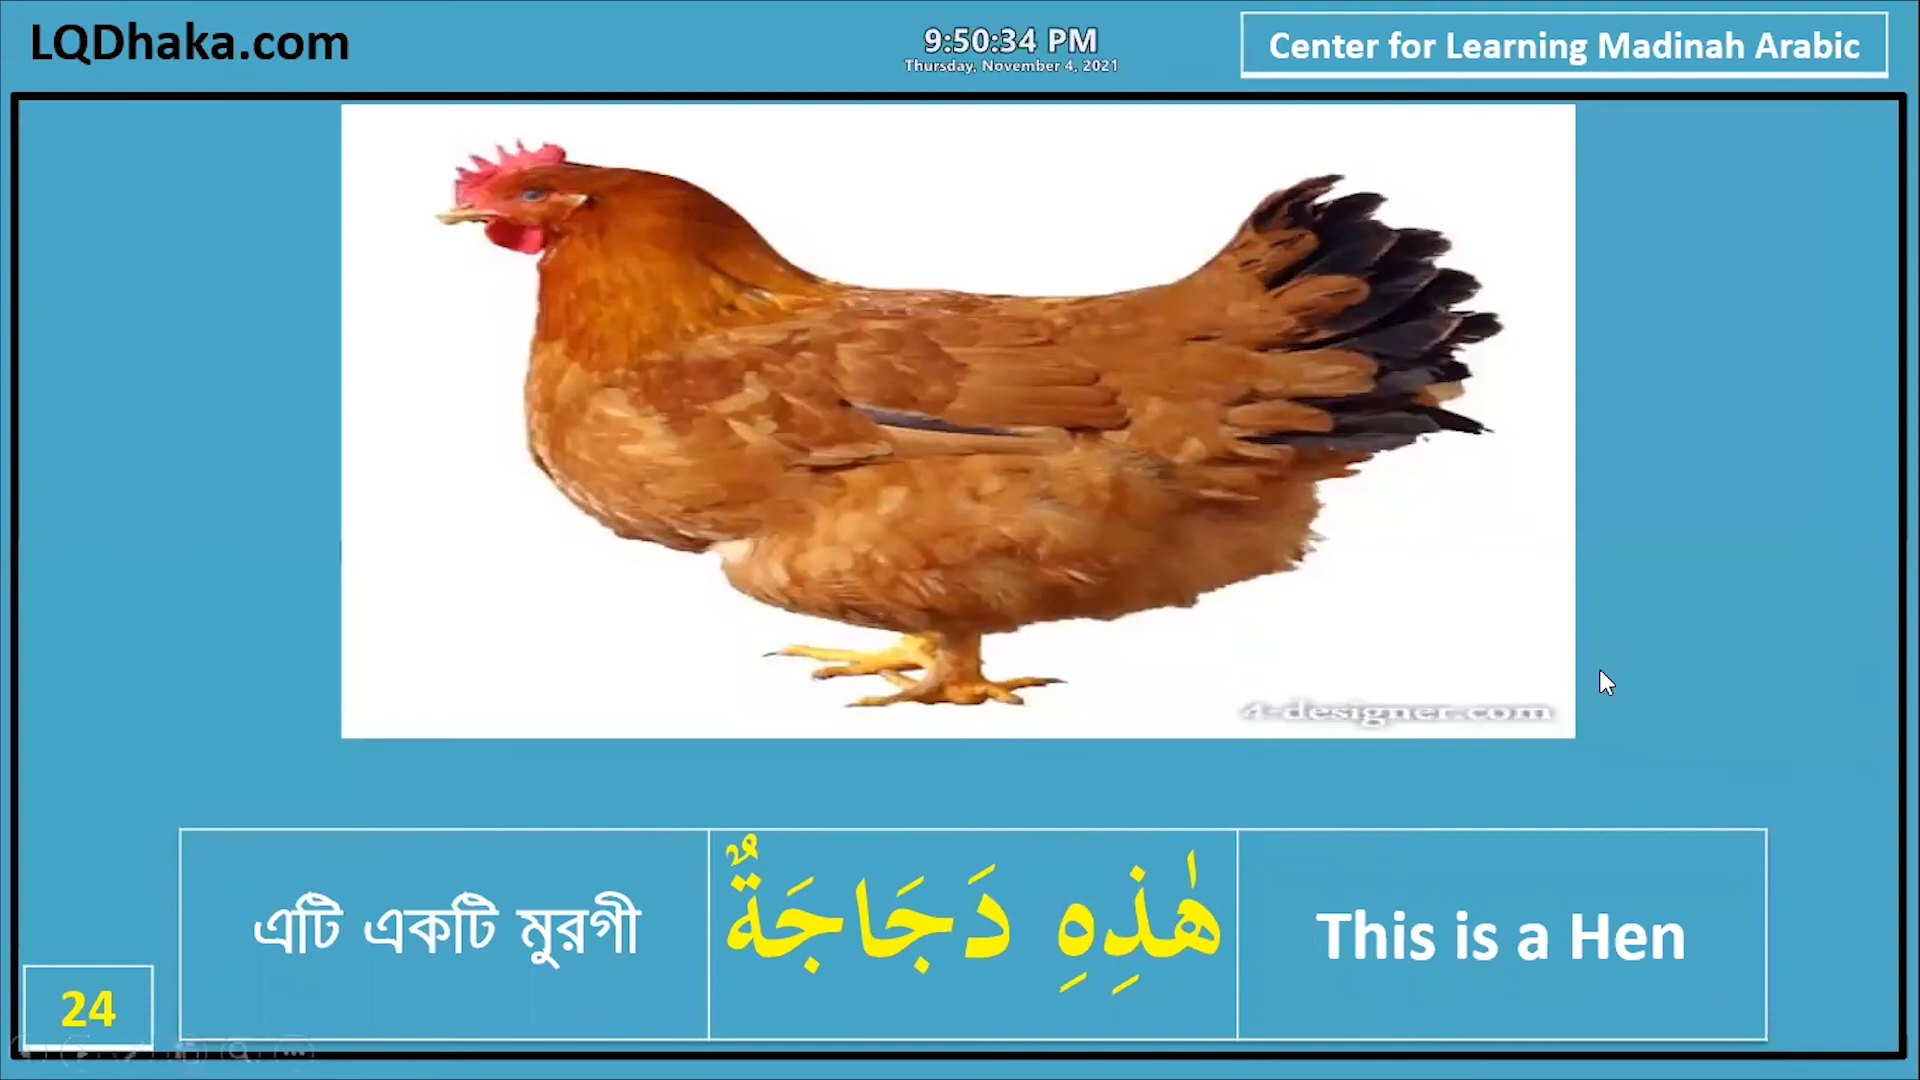 LQDhaka.com
9:50:34 PM
Thursday, November 4, 2021
Center for Learning Madinah Arabic
4-designer.com
এটি একটি মুরগী
هٰذِهِ دَجَاجَةٌ
This is a Hen
24